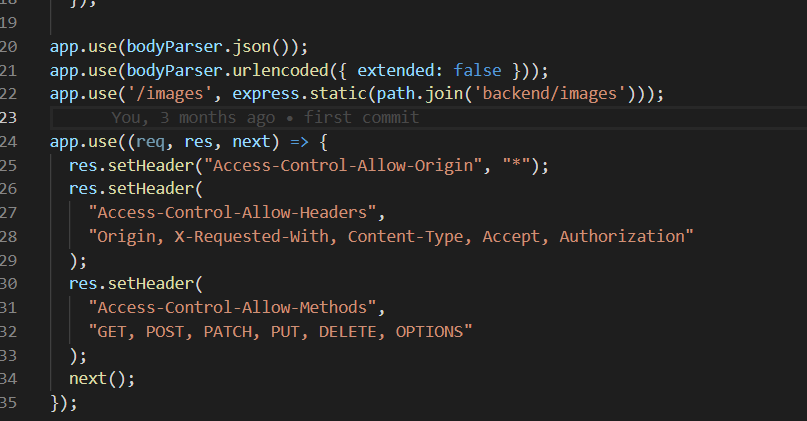 18 });
19
20 app.use(bodyParser.json());
21 app.use(bodyParser.urlencoded({ extended: false }));
22 app.use('/images', express.static(path.join('backend/images')));
23 You, 3 months ago • first commit
24 app.use((req, res, next) => {
25 res.setHeader("Access-Control-Allow-Origin", "*");
26 res.setHeader(
27 "Access-Control-Allow-Headers",
28 "Origin, X-Requested-With, Content-Type, Accept, Authorization"
29 );
30 res.setHeader(
31 "Access-Control-Allow-Methods",
32 "GET, POST, PATCH, PUT, DELETE, OPTIONS"
33 );
34 next();
35 });